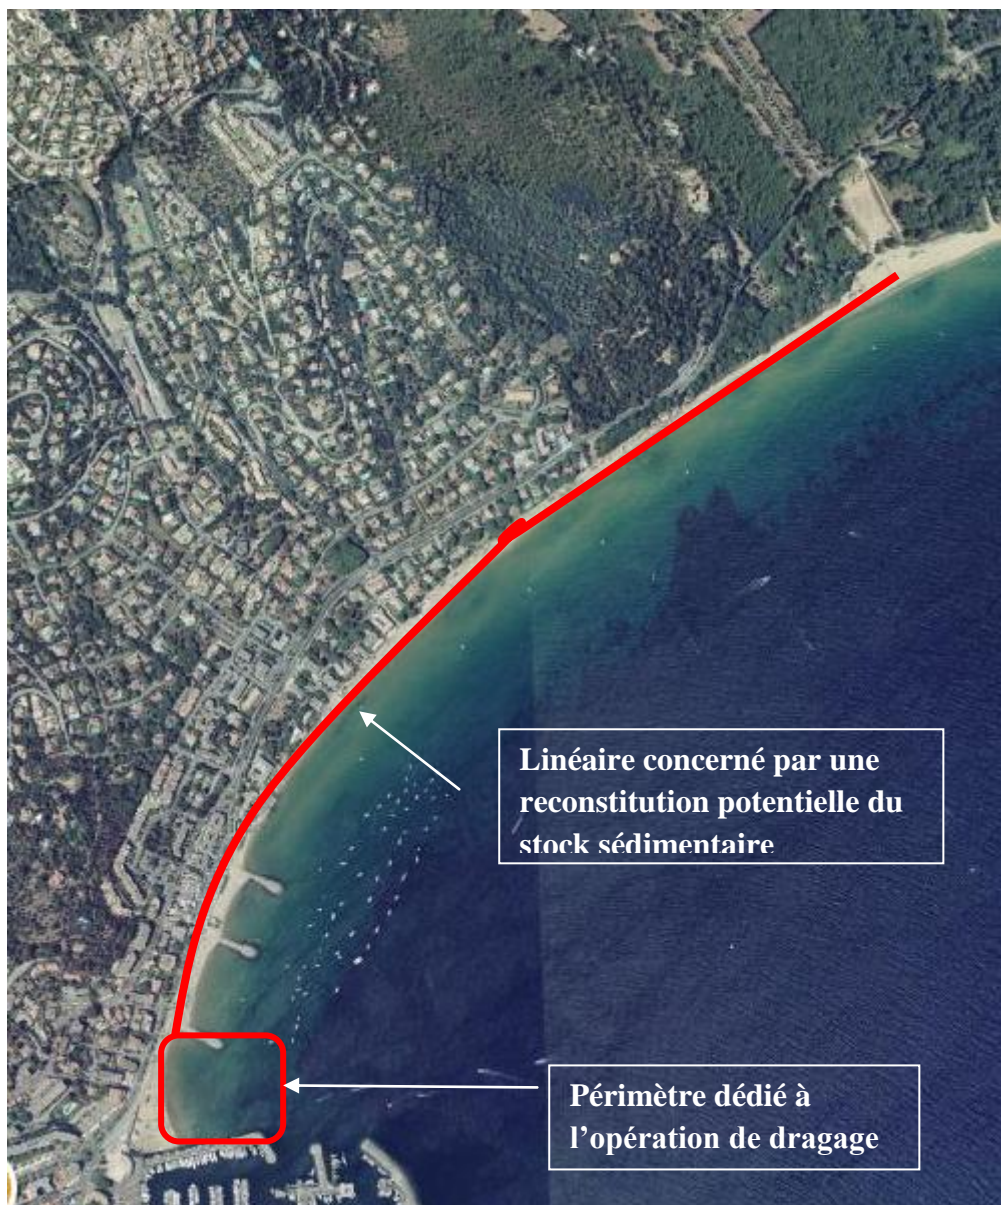 Linéaire concerné par une
reconstitution potentielle du
stock sédimentaire
Périmètre dédié à
l’opération de dragage